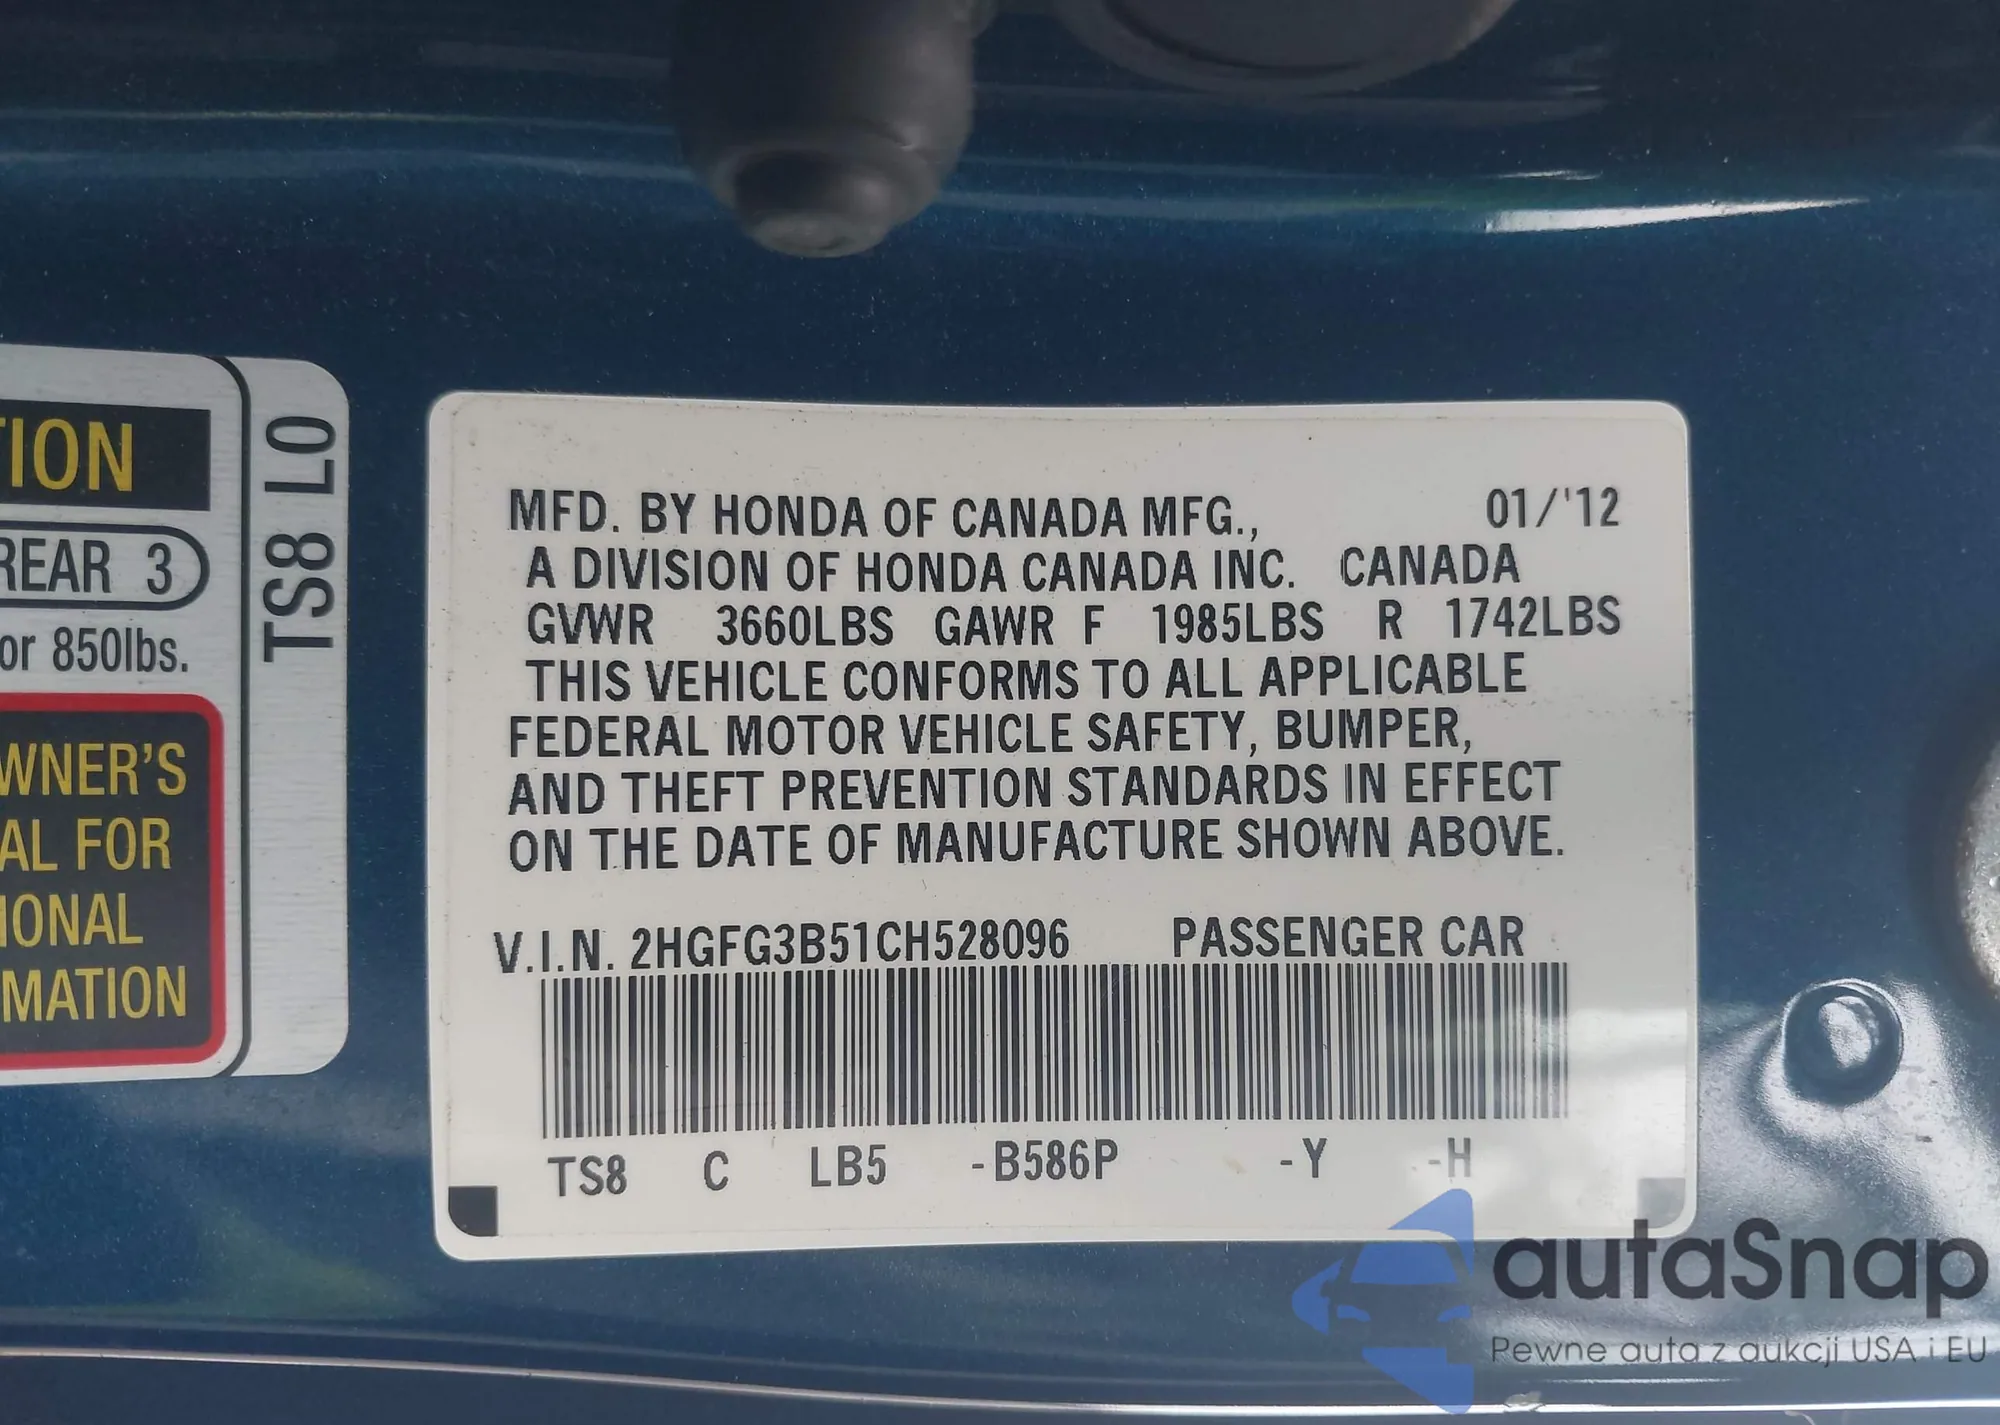 TION
REAR 3
or 850lbs.
WNER'S
AL FOR
IONAL
MATION
TS8 L0
MFD. BY HONDA OF CANADA MFG., 01/'12
A DIVISION OF HONDA CANADA INC. CANADA
GVWR 3660LBS GAWR F 1985LBS R 1742LBS
THIS VEHICLE CONFORMS TO ALL APPLICABLE
FEDERAL MOTOR VEHICLE SAFETY, BUMPER,
AND THEFT PREVENTION STANDARDS IN EFFECT
ON THE DATE OF MANUFACTURE SHOWN ABOVE.
V.I.N. 2HGFG3B51CH528096 PASSENGER CAR
TS8 C LB5 -B586P -Y -H
autaSnap
Pewne auta z aukcji USA i EU